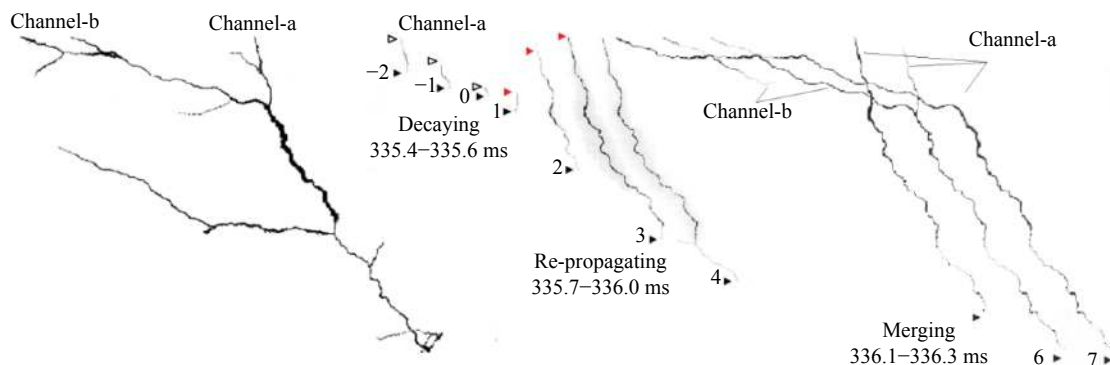 Channel-b
Channel-a
Channel-a
−2
−1
0
1
Decaying
335.4−335.6 ms
2
3
4
Re-propagating
335.7−336.0 ms
Channel-a
Channel-b
Merging
336.1−336.3 ms
6
7